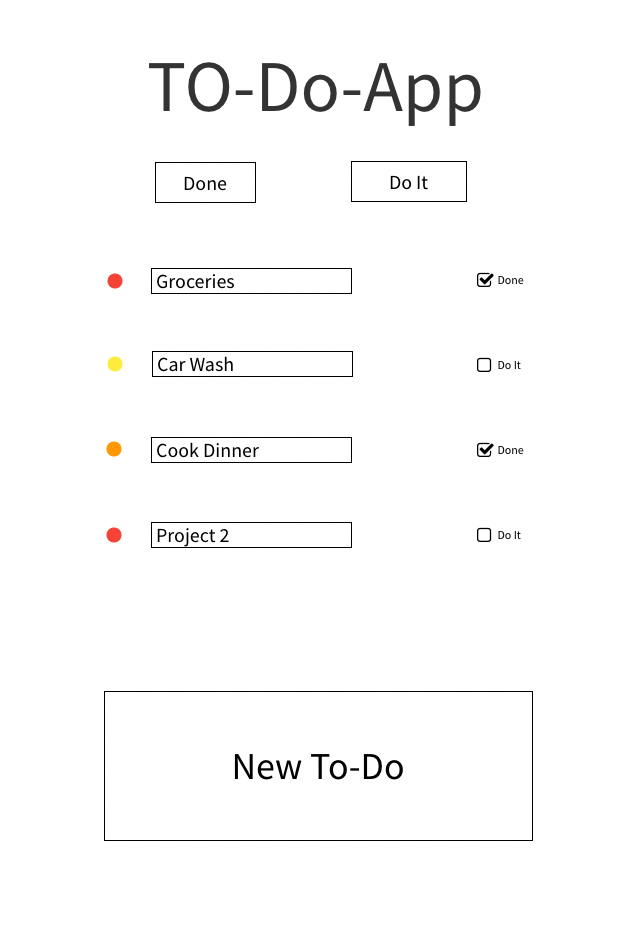 TO-Do-App
Done Do It
Groceries Done
Car Wash Do It
Cook Dinner Done
Project 2 Do It
New To-Do